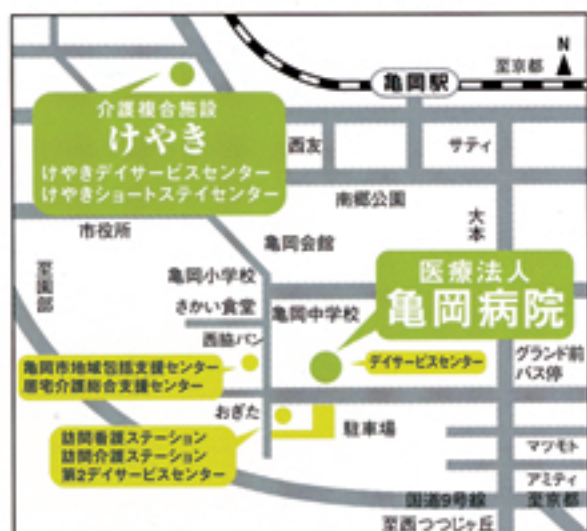 N
至京都
亀岡駅
介護複合施設
けやき
けやきデイサービスセンター
けやきショートステイセンター
西友
サティ
南郷公園
市役所
大本
亀岡会館
至園部
亀岡小学校
さかい食堂
亀岡中学校
医療法人
亀岡病院
西脇パン
デイサービスセンター
グランド前
バス停
亀岡市地域包括支援センター
居宅介護総合支援センター
おぎた
駐車場
訪問看護ステーション
訪問介護ステーション
第2デイサービスセンター
マツモト
アミティ
国道9号線
至京都
至西つつじヶ丘